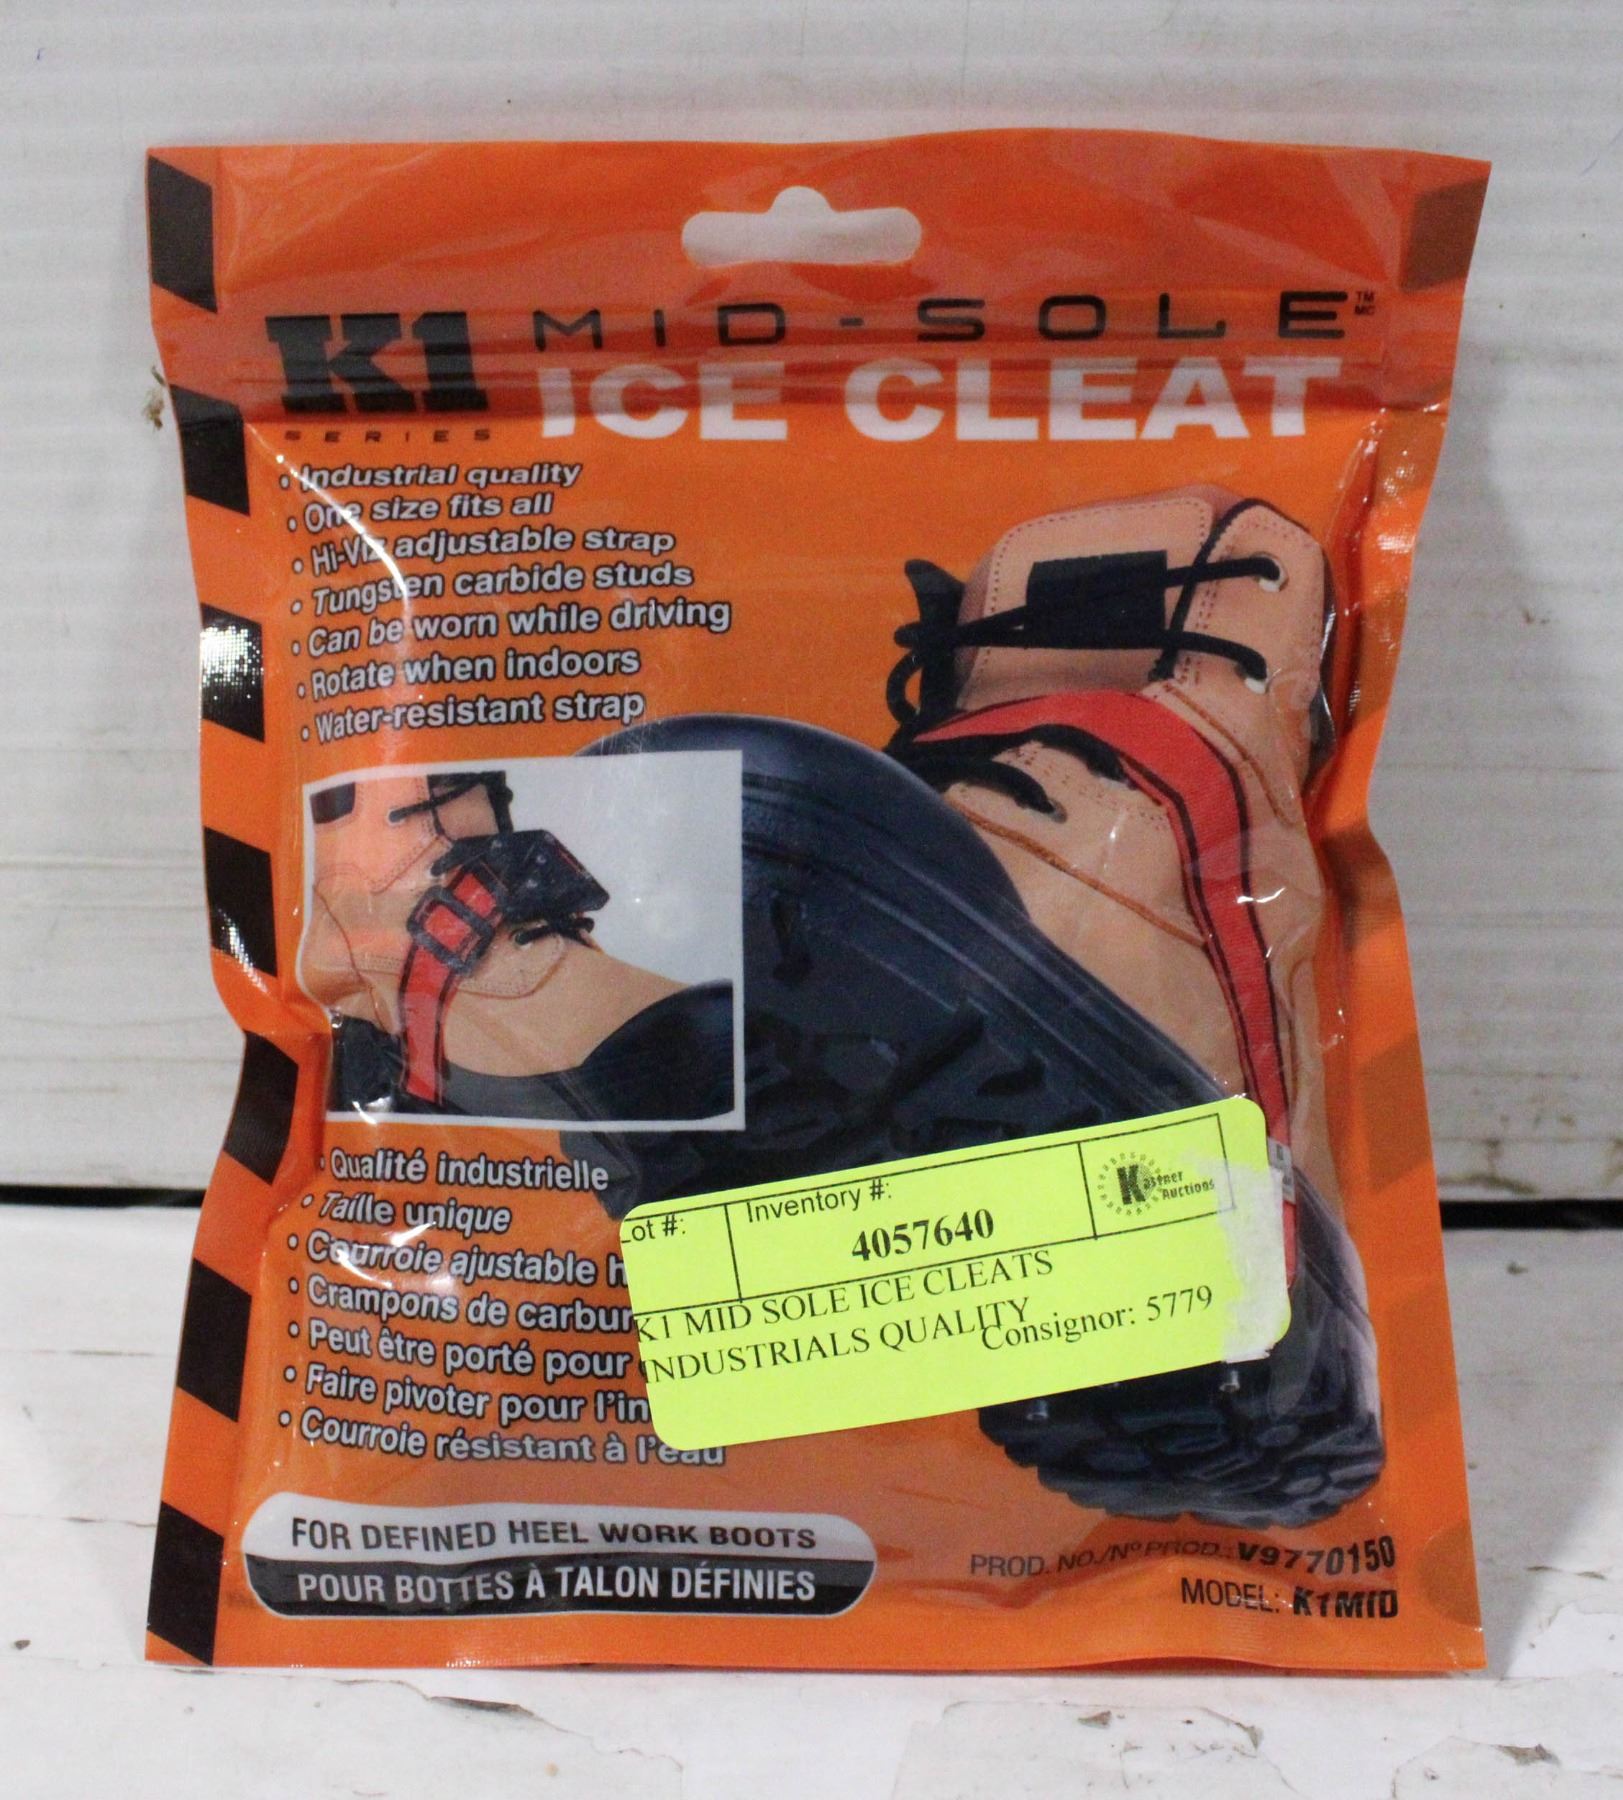 K1
SERIES
MID-SOLE™ MC
ICE CLEAT
• Industrial quality
• One size fits all
• Hi-Viz adjustable strap
• Tungsten carbide studs
• Can be worn while driving
• Rotate when indoors
• Water-resistant strap
• Qualité industrielle
• Taille unique
• Courroie ajustable
• Crampons de carbur
• Peut être porté pour
• Faire pivoter pour l'in
• Courroie résistant à l'eau
Lot #:
Inventory #:
4057640
Kastner Auctions
K1 MID SOLE ICE CLEATS
INDUSTRIALS QUALITY
Consignor: 5779
FOR DEFINED HEEL WORK BOOTS
POUR BOTTES À TALON DÉFINIES
PROD. NO./Nº PROD.: V9770150
MODEL: K1MID